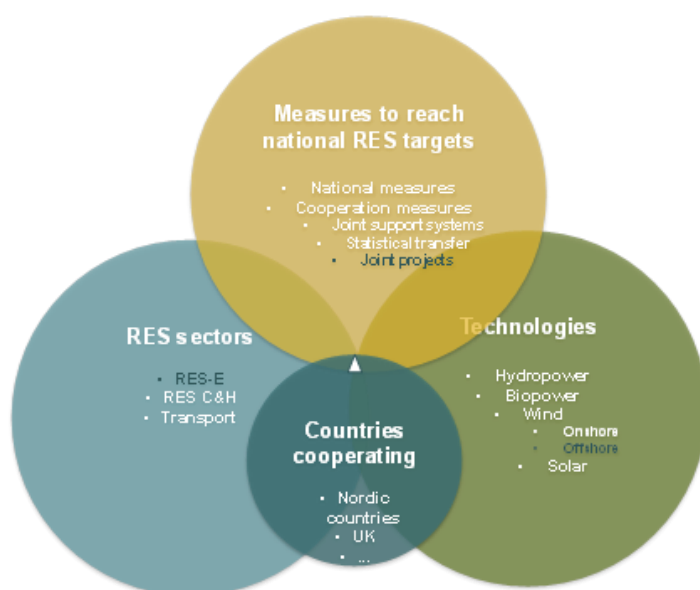 Measures to reach
national RES targets
• National measures
• Cooperation measures
• Joint support systems
• Statistical transfer
• Joint projects
RES sectors
• RES-E
• RES C&H
• Transport
Technologies
• Hydropower
• Biopower
• Wind
• Onshore
• Offshore
• Solar
Countries
cooperating
• Nordic
countries
• UK
• ...